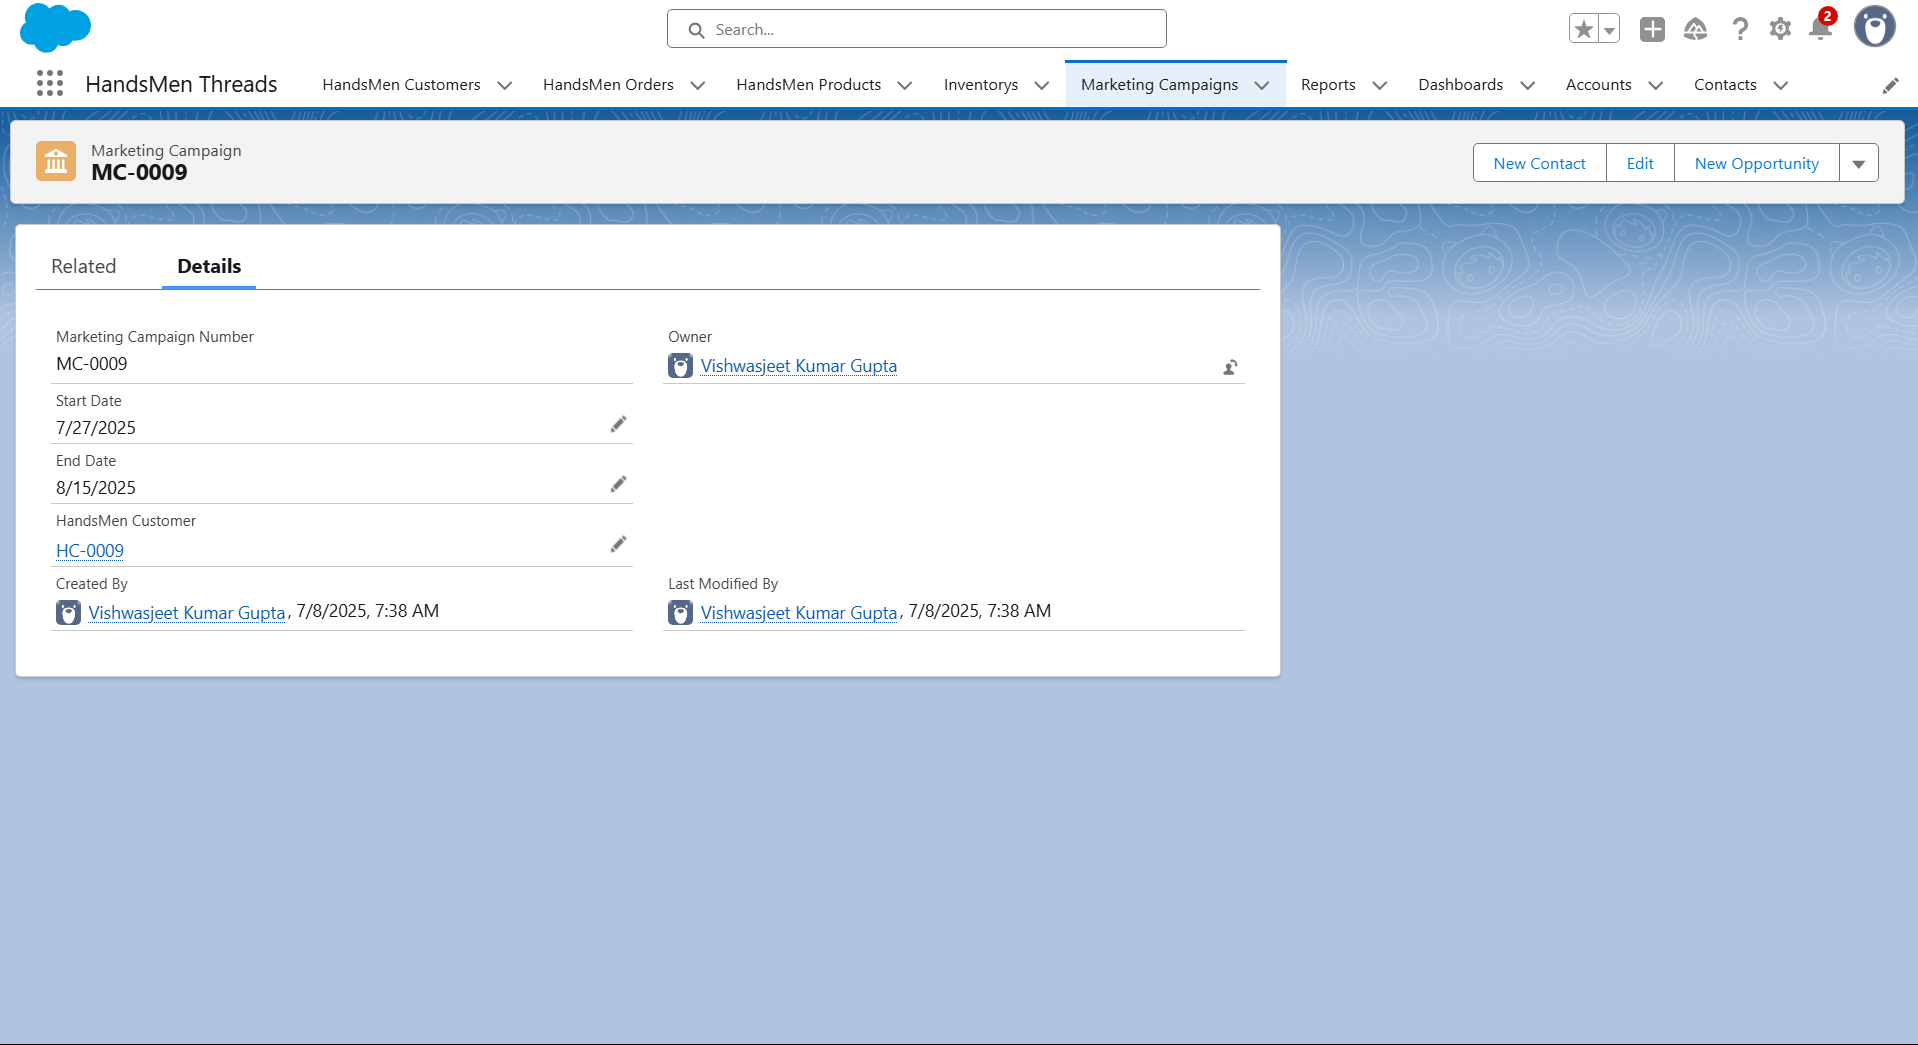 Search...
2
HandsMen Threads
HandsMen Customers
HandsMen Orders
HandsMen Products
Inventorys
Marketing Campaigns
Reports
Dashboards
Accounts
Contacts
Marketing Campaign
MC-0009
New Contact
Edit
New Opportunity
Related
Details
Marketing Campaign Number
MC-0009
Owner
Vishwasjeet Kumar Gupta
Start Date
7/27/2025
End Date
8/15/2025
HandsMen Customer
HC-0009
Created By
Vishwasjeet Kumar Gupta, 7/8/2025, 7:38 AM
Last Modified By
Vishwasjeet Kumar Gupta, 7/8/2025, 7:38 AM